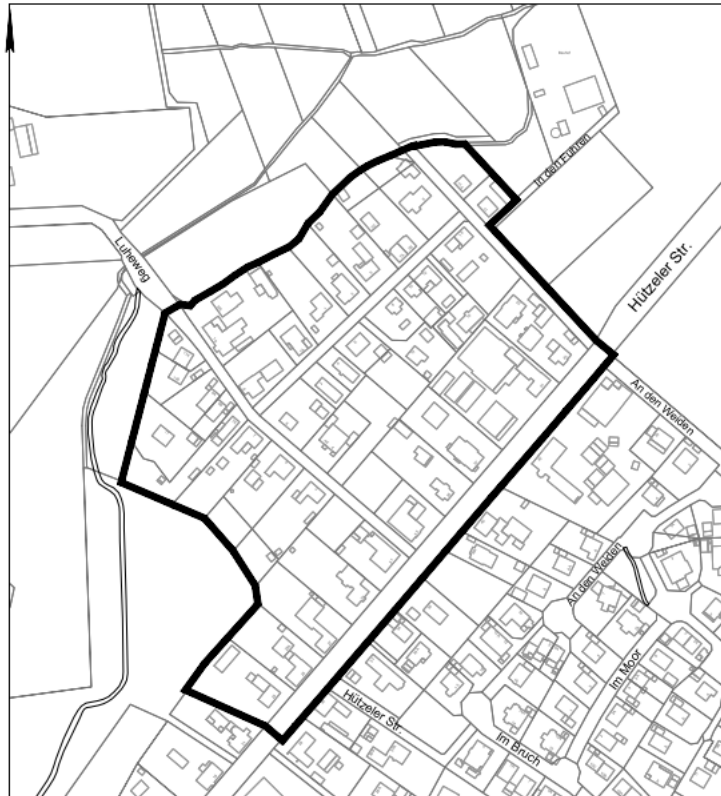 In den Fuhren
Luheweg
Hützeler Str.
An den Weiden
An den Weiden
Im Moor
Hützeler Str.
Im Bruch